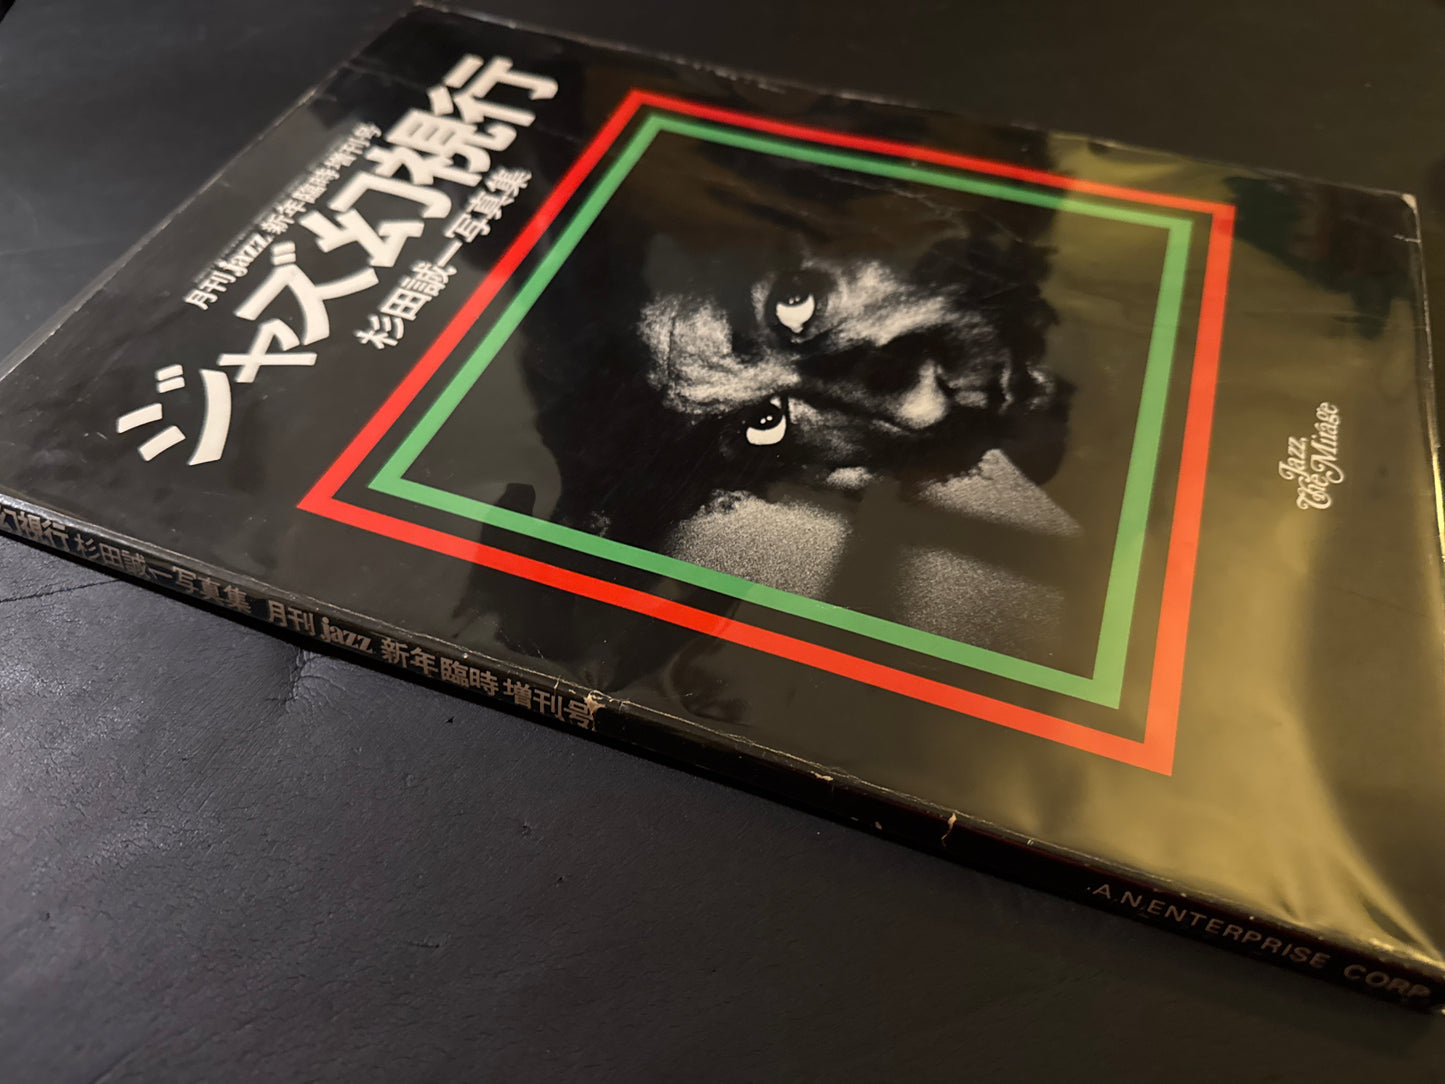 月刊jazz新年臨時増刊号
ジャズ幻視行
杉田誠一写真集
Jazz,
The Mirage
幻視行 杉田誠一写真集 月刊jazz 新年臨時増刊号
A.N.ENTERPRISE CORP.